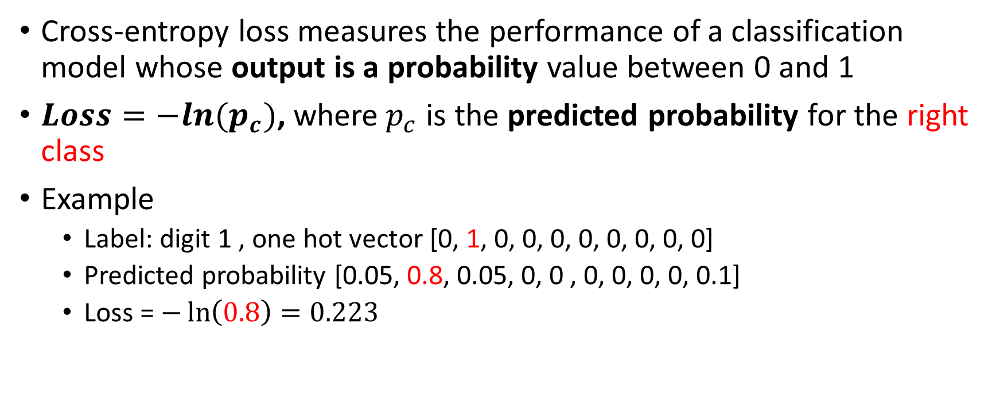 • Cross-entropy loss measures the performance of a classification
model whose output is a probability value between 0 and 1
• Loss = −ln(p_c), where p_c is the predicted probability for the right
class
• Example
• Label: digit 1 , one hot vector [0, 1, 0, 0, 0, 0, 0, 0, 0, 0]
• Predicted probability [0.05, 0.8, 0.05, 0, 0 , 0, 0, 0, 0, 0.1]
• Loss = − ln(0.8) = 0.223